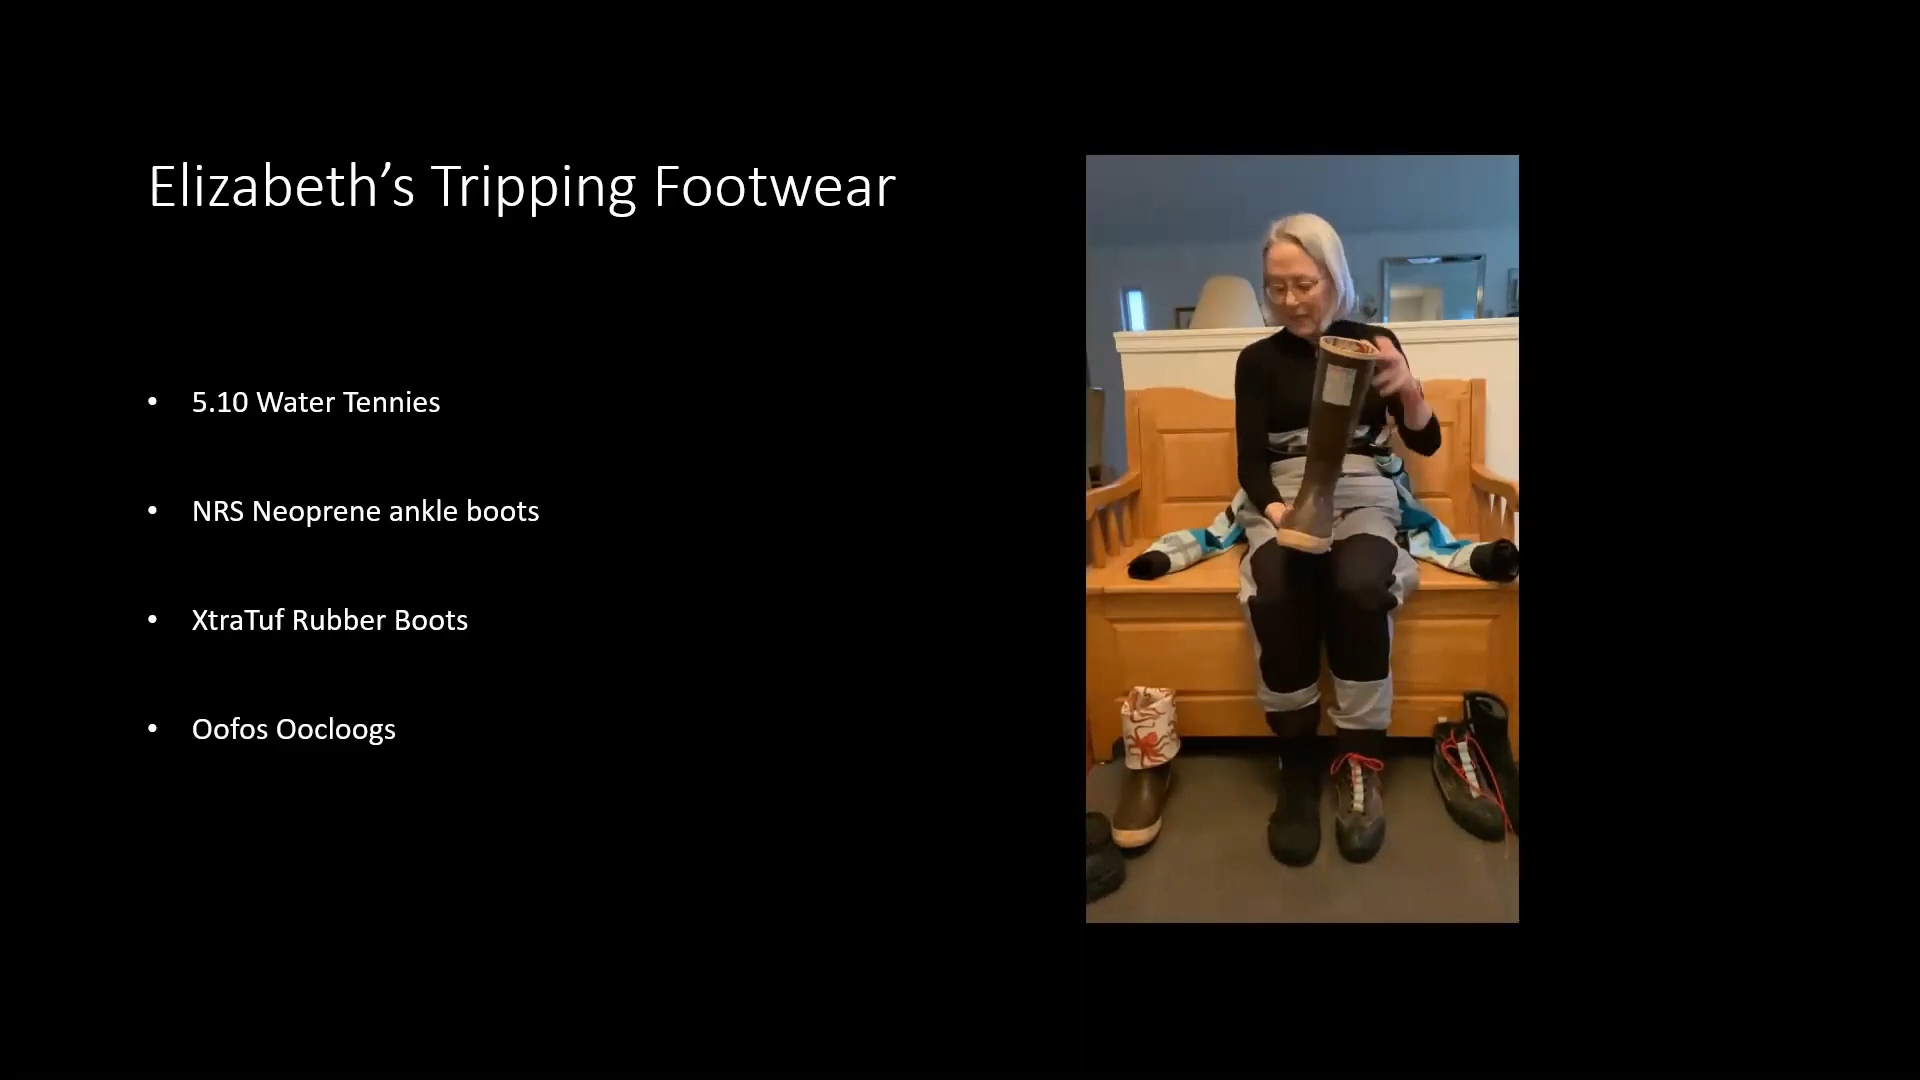 Elizabeth’s Tripping Footwear
• 5.10 Water Tennies
• NRS Neoprene ankle boots
• XtraTuf Rubber Boots
• Oofos Oocloogs